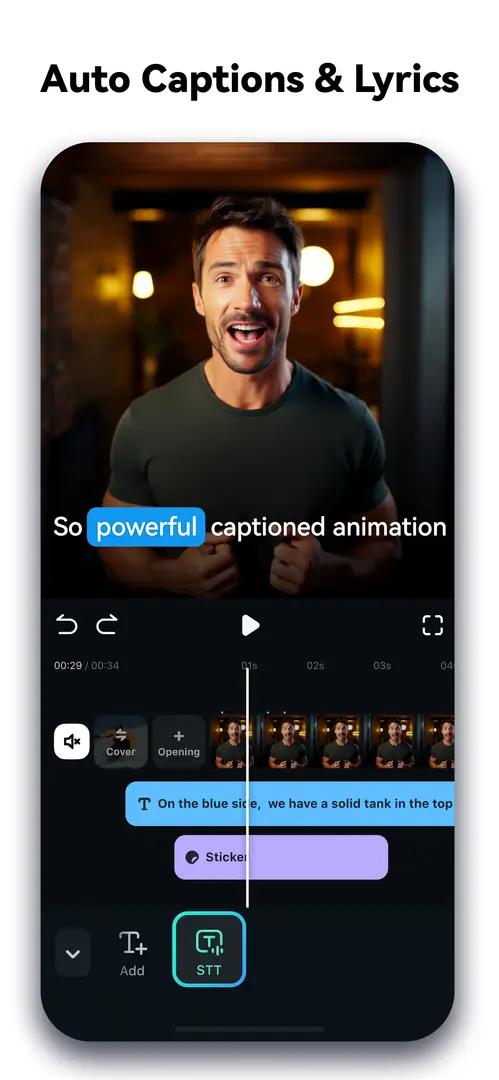 Auto Captions & Lyrics
So powerful captioned animation
00:29 / 00:34 01s 02s 03s 04s
Cover
Opening
T On the blue side, we have a solid tank in the top
Sticker
Add
STT